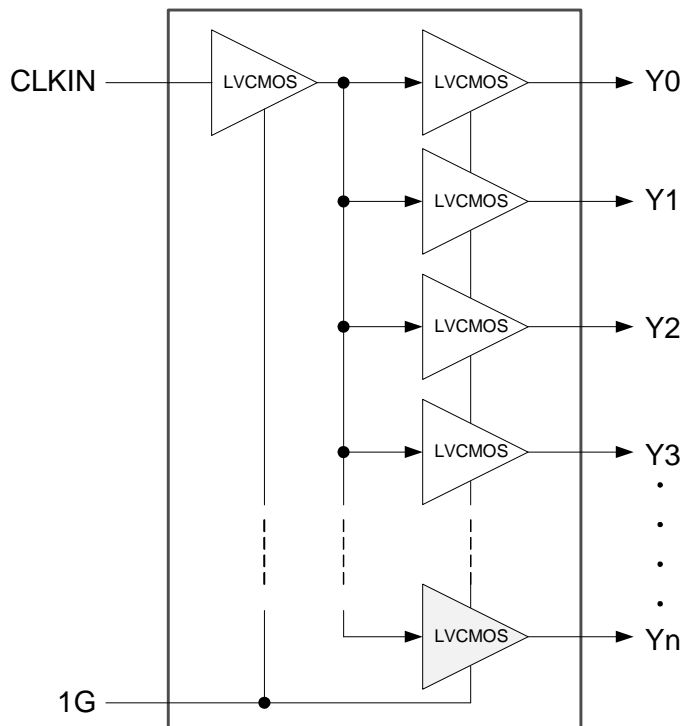 CLKIN
LVCMOS
LVCMOS
Y0
LVCMOS
Y1
LVCMOS
Y2
LVCMOS
Y3
LVCMOS
Yn
1G